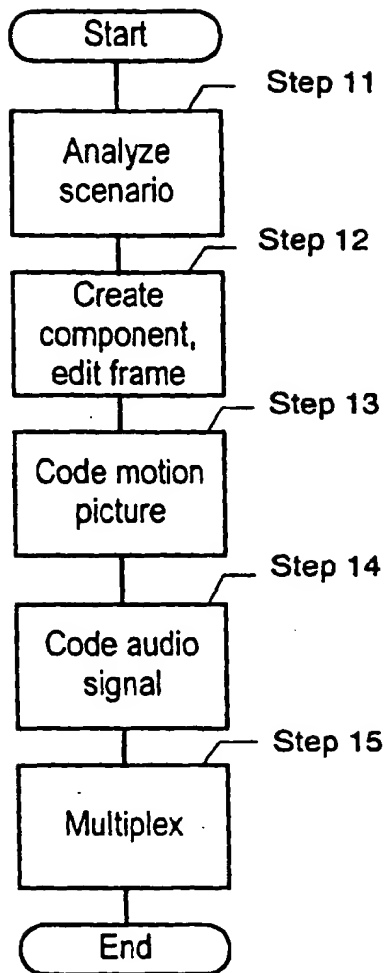 Start
Step 11
Analyze
scenario
Step 12
Create
component,
edit frame
Step 13
Code motion
picture
Step 14
Code audio
signal
Step 15
Multiplex
End